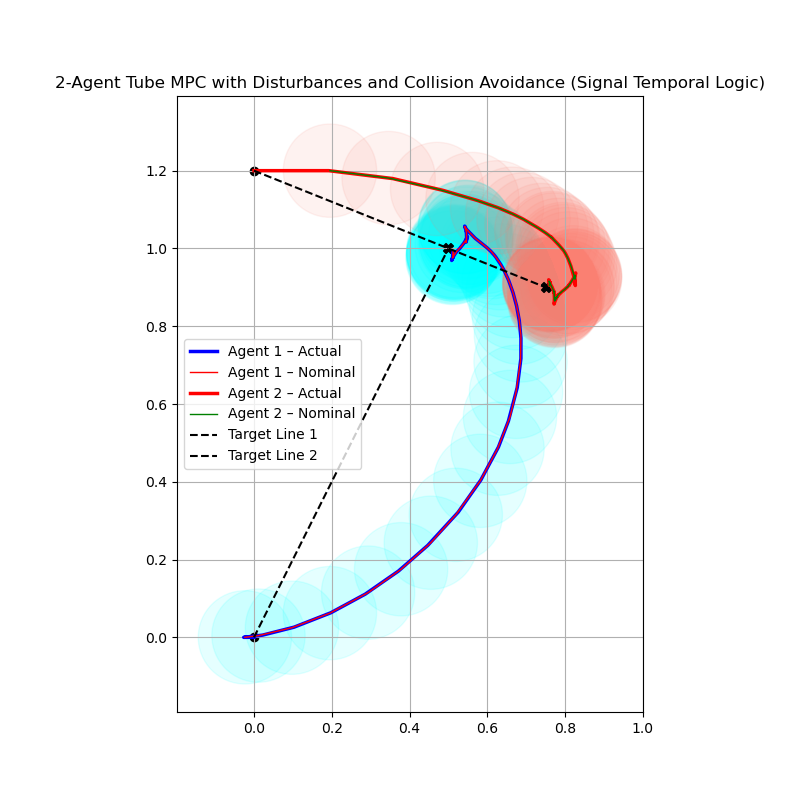 2-Agent Tube MPC with Disturbances and Collision Avoidance (Signal Temporal Logic)
1.2
1.0
0.8
0.6
0.4
0.2
0.0
Agent 1 – Actual
Agent 1 – Nominal
Agent 2 – Actual
Agent 2 – Nominal
Target Line 1
Target Line 2
0.0 0.2 0.4 0.6 0.8 1.0